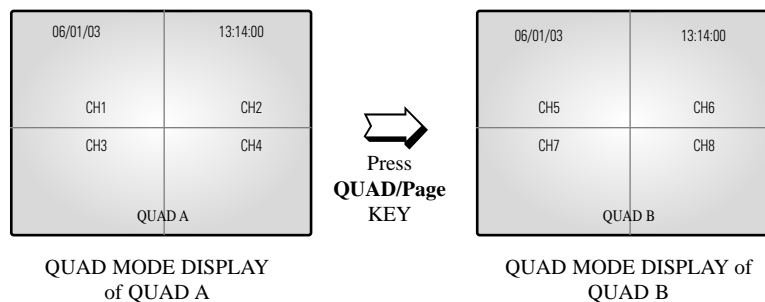 06/01/03 13:14:00
CH1 CH2
CH3 CH4
QUAD A
QUAD MODE DISPLAY
of QUAD A
Press
QUAD/Page
KEY
06/01/03 13:14:00
CH5 CH6
CH7 CH8
QUAD B
QUAD MODE DISPLAY of
QUAD B